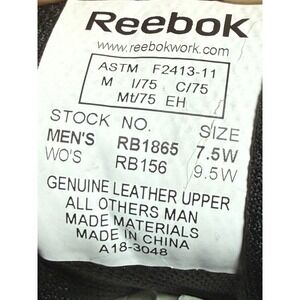 Reebok
www.reebokwork.com
ASTM F2413-11
M I/75 C/75
Mt/75 EH
STOCK NO. SIZE
MEN'S RB1865 7.5W
WO'S RB156 9.5W
GENUINE LEATHER UPPER
ALL OTHERS MAN
MADE MATERIALS
MADE IN CHINA
A18-3048